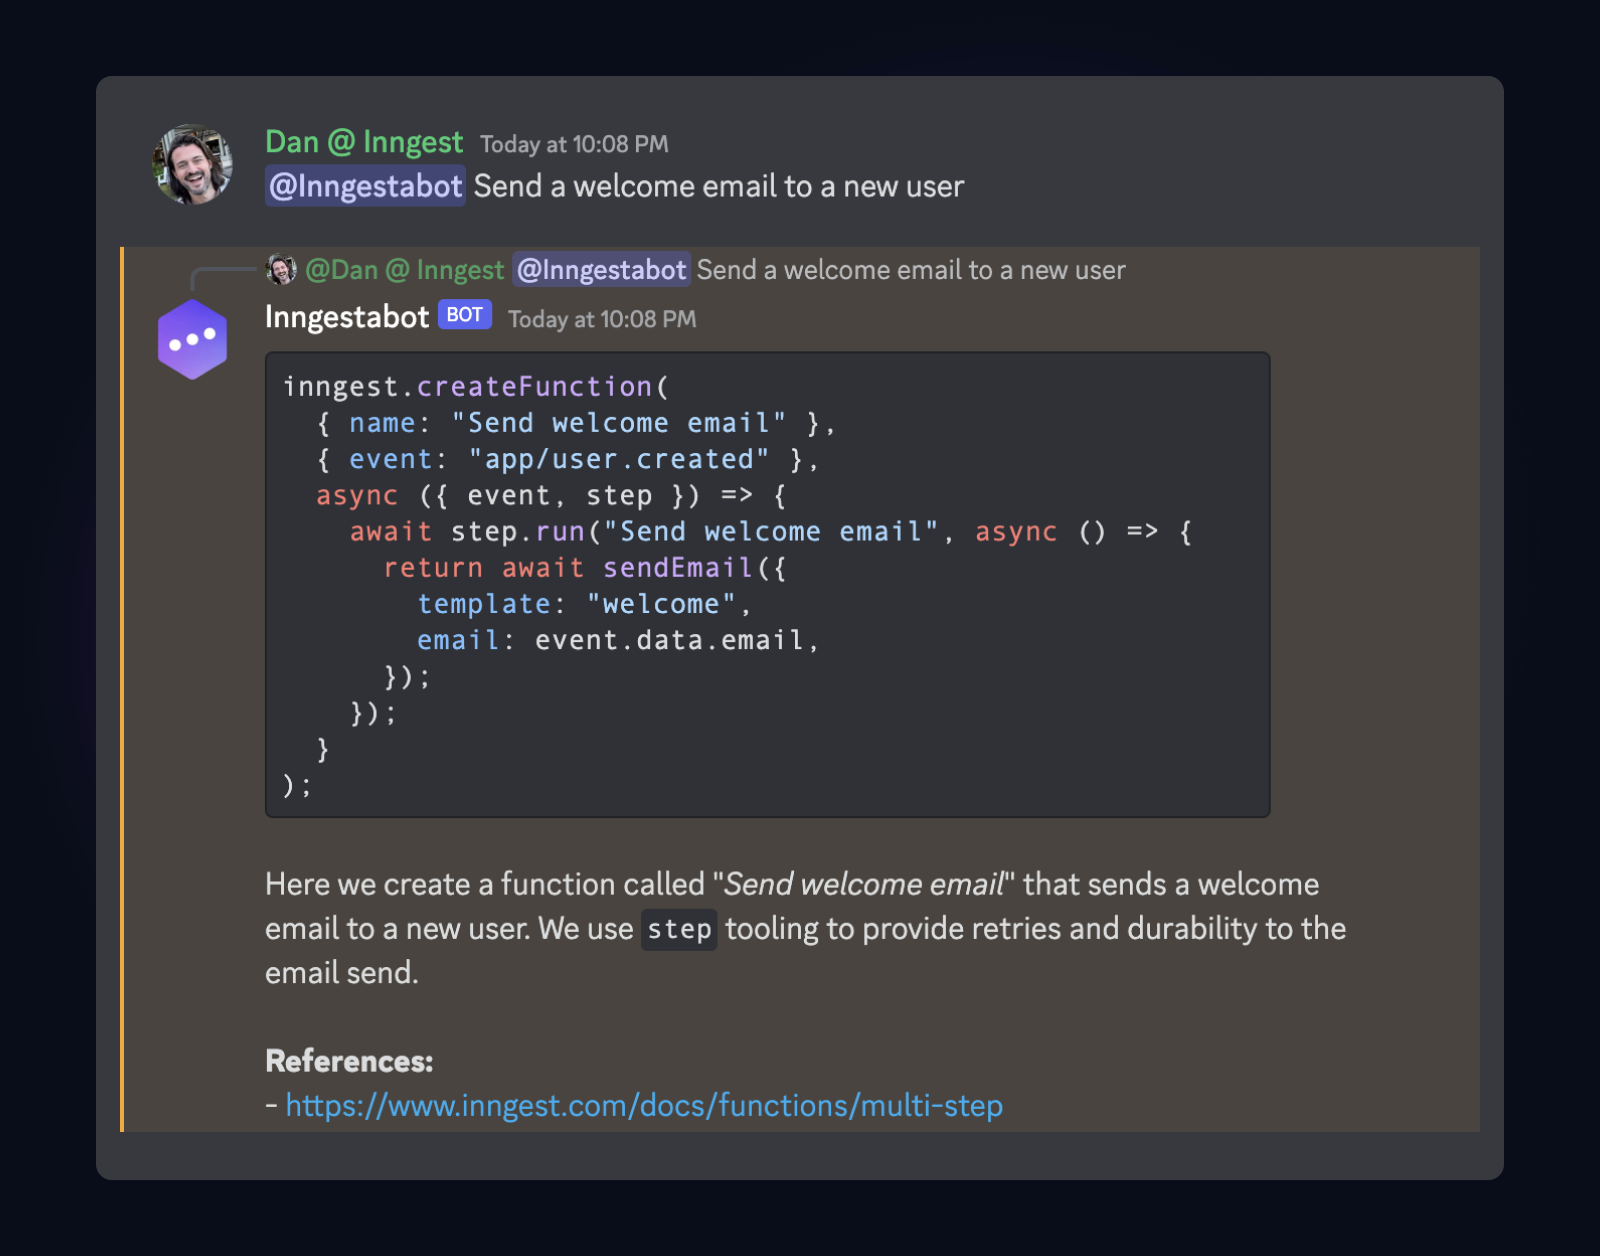 Dan @ Inngest Today at 10:08 PM
@Inngestabot Send a welcome email to a new user
@Dan @ Inngest @Inngestabot Send a welcome email to a new user
Inngestabot BOT Today at 10:08 PM
inngest.createFunction(
  { name: "Send welcome email" },
  { event: "app/user.created" },
  async ({ event, step }) => {
    await step.run("Send welcome email", async () => {
      return await sendEmail({
        template: "welcome",
        email: event.data.email,
      });
    });
  }
);
Here we create a function called "Send welcome email" that sends a welcome
email to a new user. We use step tooling to provide retries and durability to the
email send.
References:
- https://www.inngest.com/docs/functions/multi-step